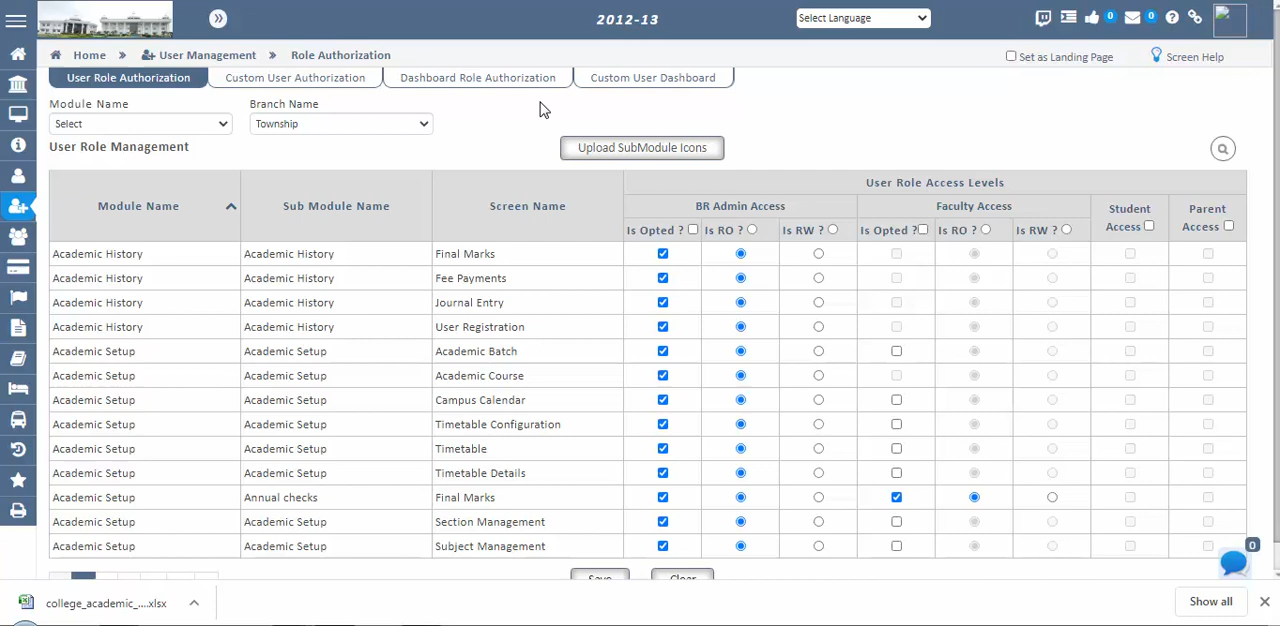 2012-13
Select Language
0
0
Home » User Management » Role Authorization
Set as Landing Page
Screen Help
User Role Authorization
Custom User Authorization
Dashboard Role Authorization
Custom User Dashboard
Module Name
Branch Name
Select
Township
User Role Management
Upload SubModule Icons
User Role Access Levels
Module Name
Sub Module Name
Screen Name
BR Admin Access
Faculty Access
Student Access
Parent Access
Is Opted ? Is RO ? Is RW ? Is Opted ? Is RO ? Is RW ?
Academic History Academic History Final Marks
Academic History Academic History Fee Payments
Academic History Academic History Journal Entry
Academic History Academic History User Registration
Academic Setup Academic Setup Academic Batch
Academic Setup Academic Setup Academic Course
Academic Setup Academic Setup Campus Calendar
Academic Setup Academic Setup Timetable Configuration
Academic Setup Academic Setup Timetable
Academic Setup Academic Setup Timetable Details
Academic Setup Annual checks Final Marks
Academic Setup Academic Setup Section Management
Academic Setup Academic Setup Subject Management
0
Save
Clear
college_academic_....xlsx
Show all